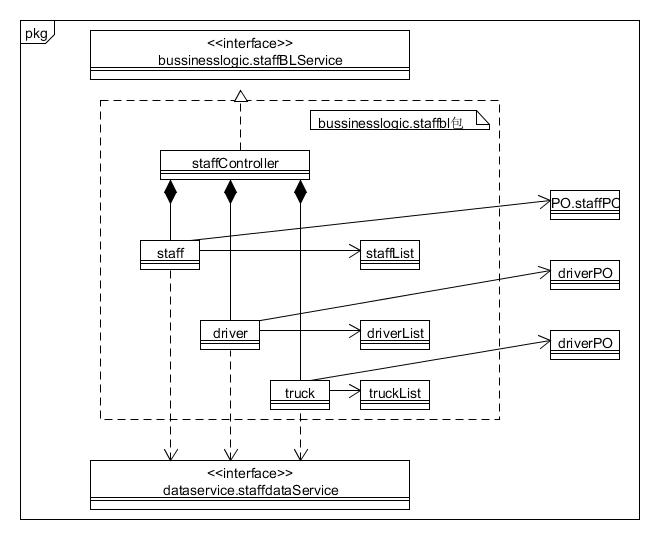 pkg
<<interface>>
bussinesslogic.staffBLService
bussinesslogic.staffbl包
staffController
PO.staffPO
staff
staffList
driverPO
driver
driverList
driverPO
truck
truckList
<<interface>>
dataservice.staffdataService